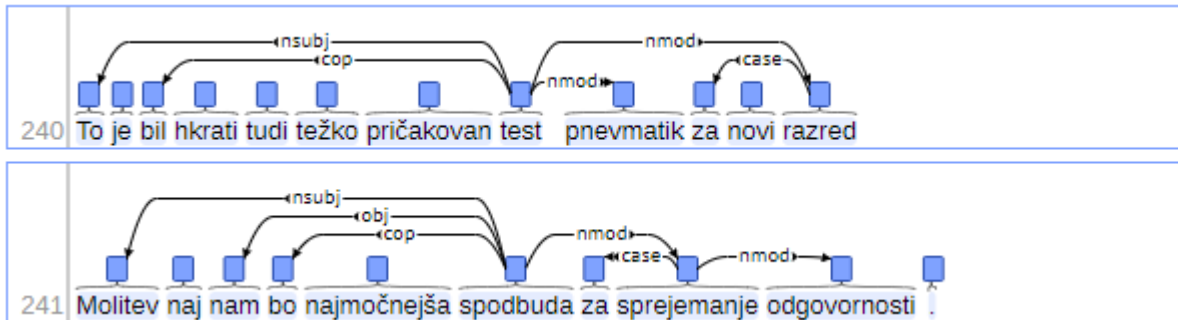 nsubj
cop
nmod
nmod
case
240 To je bil hkrati tudi težko pričakovan test pnevmatik za novi razred
nsubj
obj
cop
nmod
case
nmod
241 Molitev naj nam bo najmočnejša spodbuda za sprejemanje odgovornosti .